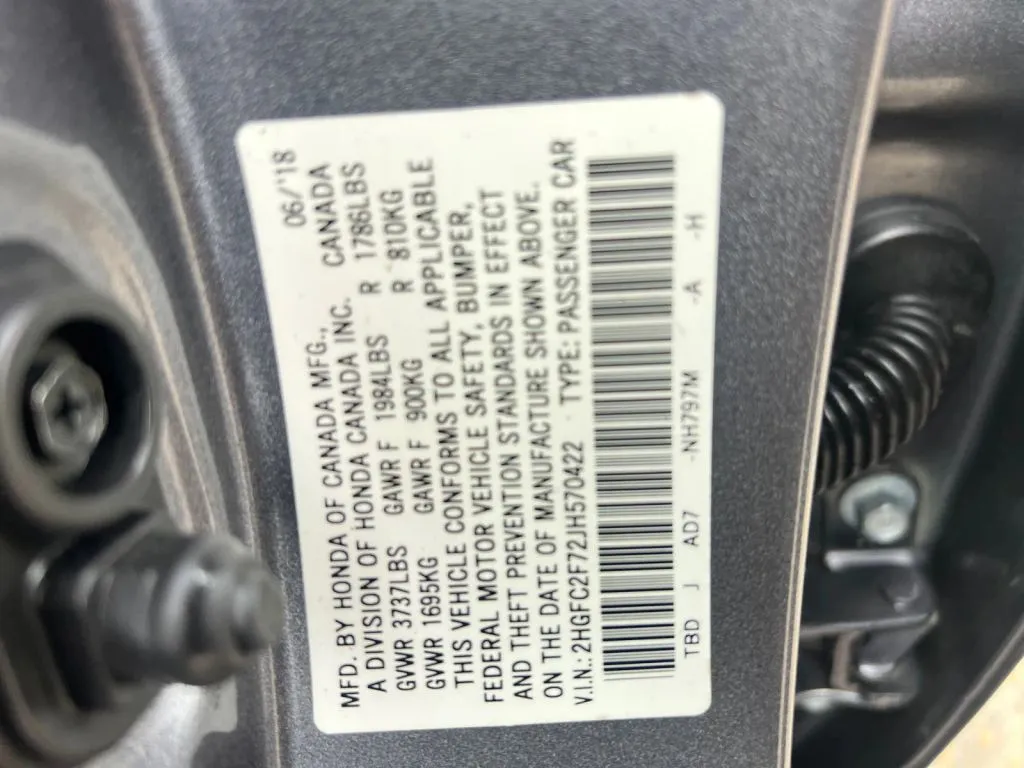 MFD. BY HONDA OF CANADA MFG., 06/'18
A DIVISION OF HONDA CANADA INC. CANADA
GVWR 3737LBS GAWR F 1984LBS R 1786LBS
GVWR 1695KG GAWR F 900KG R 810KG
THIS VEHICLE CONFORMS TO ALL APPLICABLE
FEDERAL MOTOR VEHICLE SAFETY, BUMPER,
AND THEFT PREVENTION STANDARDS IN EFFECT
ON THE DATE OF MANUFACTURE SHOWN ABOVE.
V.I.N.: 2HGFC2F72JH570422 TYPE: PASSENGER CAR
TBD J AD7 -NH797M -A -H